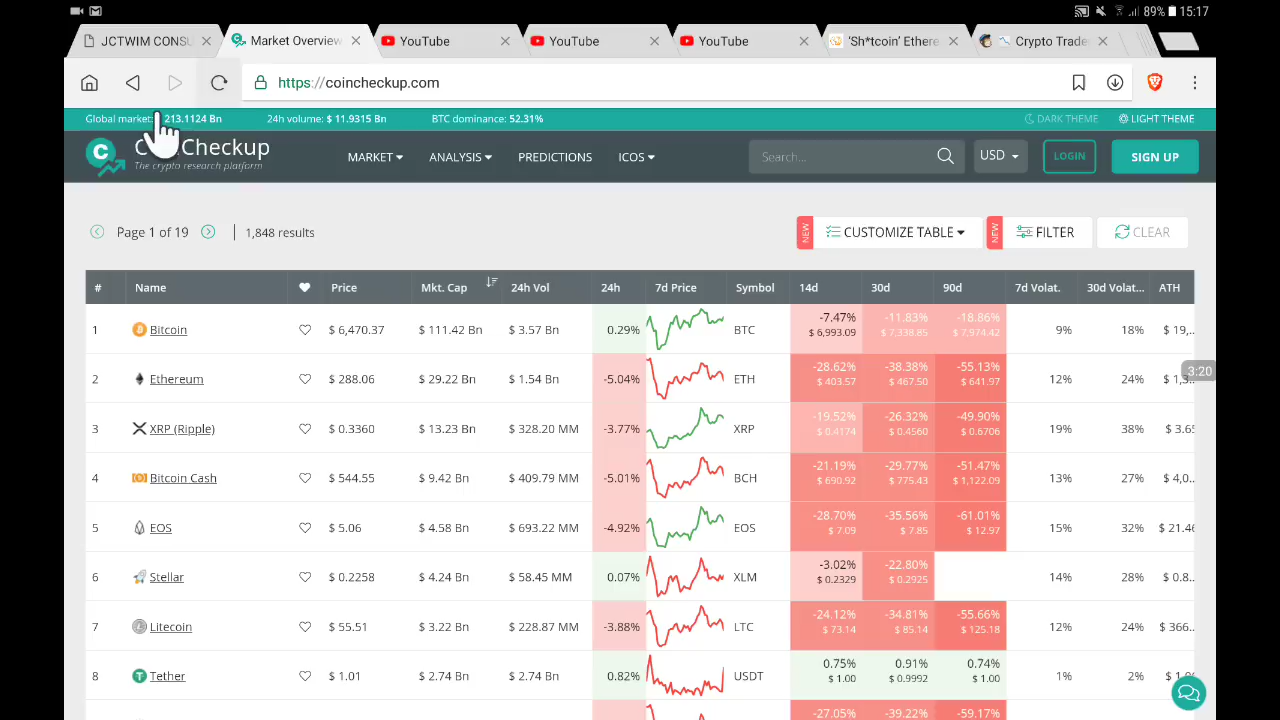 89% 15:17
JCTWIM CONSU
Market Overview
YouTube
YouTube
YouTube
'Sh*tcoin' Ethere
Crypto Trade
https://coincheckup.com
Global market: 213.1124 Bn
24h volume: $ 11.9315 Bn
BTC dominance: 52.31%
DARK THEME
LIGHT THEME
Checkup
The crypto research platform
MARKET
ANALYSIS
PREDICTIONS
ICOS
Search...
USD
LOGIN
SIGN UP
Page 1 of 19
1,848 results
NEW
CUSTOMIZE TABLE
NEW
FILTER
CLEAR
# Name Price Mkt. Cap 24h Vol 24h 7d Price Symbol 14d 30d 90d 7d Volat. 30d Volat... ATH
1 Bitcoin $ 6,470.37 $ 111.42 Bn $ 3.57 Bn 0.29% BTC -7.47% -11.83% -18.86% 9% 18% $ 19,..
$ 6,993.09 $ 7,338.85 $ 7,974.42
2 Ethereum $ 288.06 $ 29.22 Bn $ 1.54 Bn -5.04% ETH -28.62% -38.38% -55.13% 12% 24% $ 1,3..
$ 403.57 $ 467.50 $ 641.97
3:20
3 XRP (Ripple) $ 0.3360 $ 13.23 Bn $ 328.20 MM -3.77% XRP -19.52% -26.32% -49.90% 19% 38% $ 3.65
$ 0.4174 $ 0.4560 $ 0.6706
4 Bitcoin Cash $ 544.55 $ 9.42 Bn $ 409.79 MM -5.01% BCH -21.19% -29.77% -51.47% 13% 27% $ 4,0..
$ 690.92 $ 775.43 $ 1,122.09
5 EOS $ 5.06 $ 4.58 Bn $ 693.22 MM -4.92% EOS -28.70% -35.56% -61.01% 15% 32% $ 21.46
$ 7.09 $ 7.85 $ 12.97
6 Stellar $ 0.2258 $ 4.24 Bn $ 58.45 MM 0.07% XLM -3.02% -22.80% 14% 28% $ 0.8..
$ 0.2329 $ 0.2925
7 Litecoin $ 55.51 $ 3.22 Bn $ 228.87 MM -3.88% LTC -24.12% -34.81% -55.66% 12% 24% $ 366..
$ 73.14 $ 85.14 $ 125.18
8 Tether $ 1.01 $ 2.74 Bn $ 2.74 Bn 0.82% USDT 0.75% 0.91% 0.74% 1% 2%
$ 1.00 $ 0.9992 $ 1.00
-27.05% -39.22% -59.17%